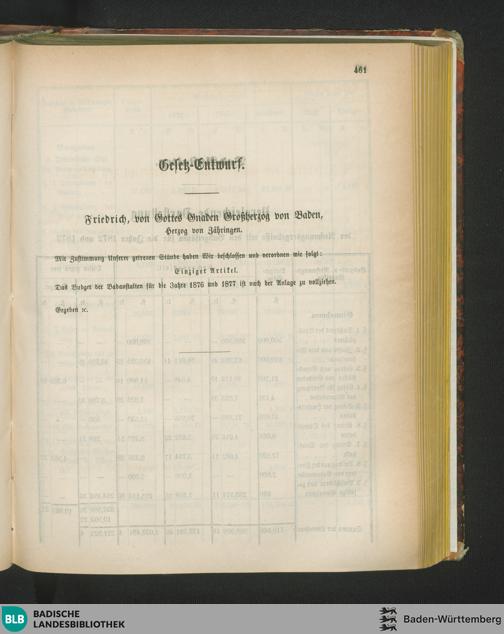 461
Gesetz-Entwurf.
Friedrich, von Gottes Gnaden Großherzog von Baden,
Herzog von Zähringen.
Mit Zustimmung Unserer getreuen Stände haben Wir beschlossen und verordnen wie folgt:
Einziger Artikel.
Das Budget der Badanstalten für die Jahre 1876 und 1877 ist nach der Anlage zu vollziehen.
Gegeben ꝛc.
BLB
BADISCHE
LANDESBIBLIOTHEK
Baden-Württemberg